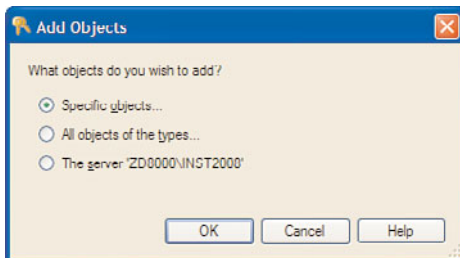 Add Objects
What objects do you wish to add?
Specific objects...
All objects of the types...
The server 'ZD8000\INST2000'
OK
Cancel
Help